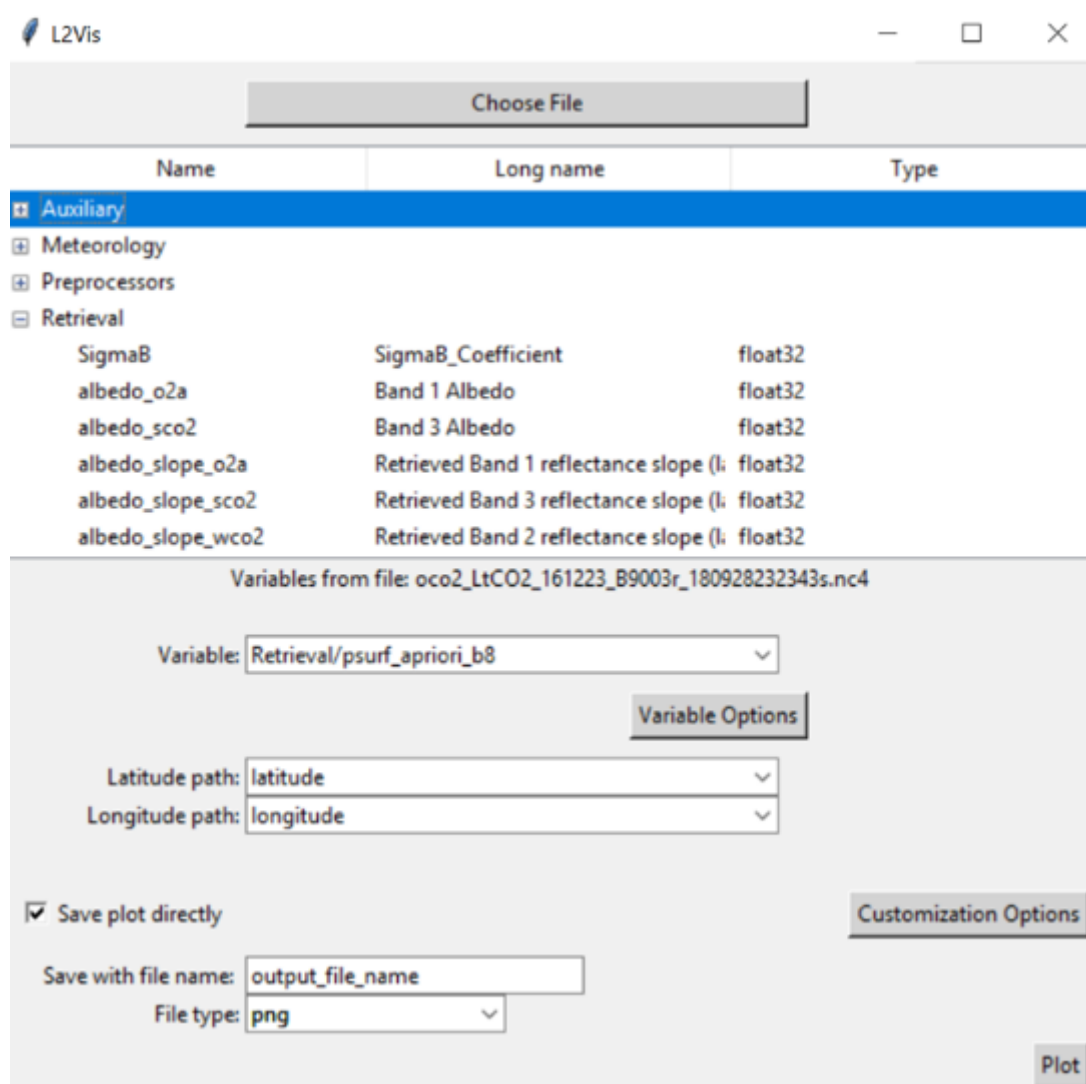 L2Vis
Choose File
Name Long name Type
Auxiliary
Meteorology
Preprocessors
Retrieval
SigmaB SigmaB_Coefficient float32
albedo_o2a Band 1 Albedo float32
albedo_sco2 Band 3 Albedo float32
albedo_slope_o2a Retrieved Band 1 reflectance slope (la float32
albedo_slope_sco2 Retrieved Band 3 reflectance slope (la float32
albedo_slope_wco2 Retrieved Band 2 reflectance slope (la float32
Variables from file: oco2_LtCO2_161223_B9003r_180928232343s.nc4
Variable: Retrieval/psurf_apriori_b8
Variable Options
Latitude path: latitude
Longitude path: longitude
Save plot directly
Customization Options
Save with file name: output_file_name
File type: png
Plot